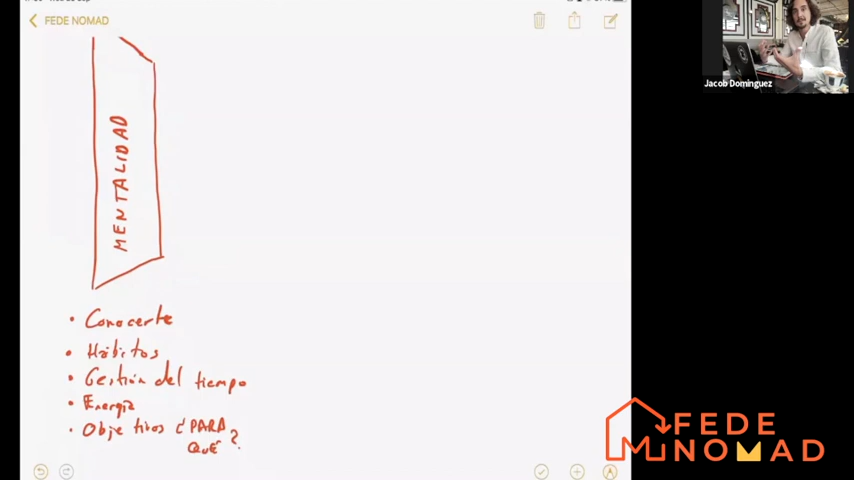 FEDE NOMAD
Jacob Dominguez
MENTALIDAD
• Conocerte
• Hábitos
• Gestión del tiempo
• Energía
• Objetivos ¿PARA
QUÉ?
FEDE
NOMAD